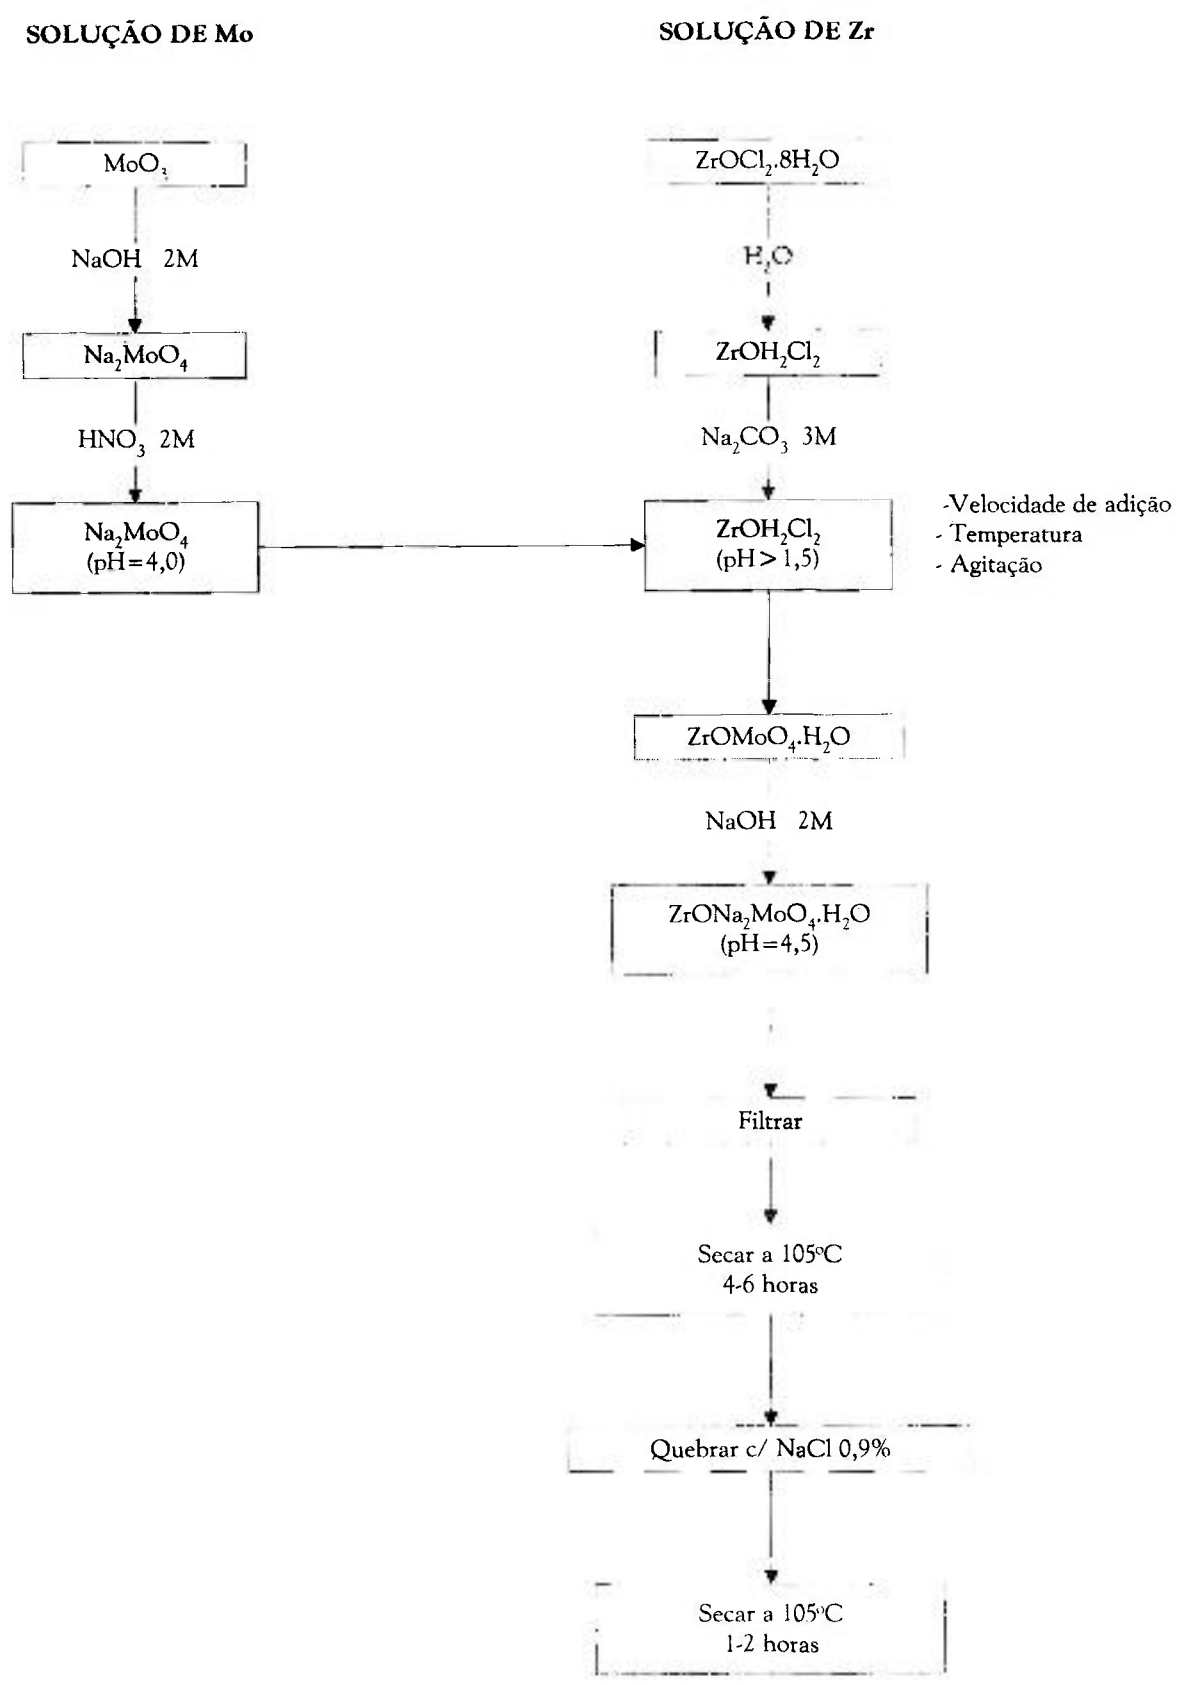 SOLUÇÃO DE Mo
MoO₃
NaOH 2M
Na₂MoO₄
HNO₃ 2M
Na₂MoO₄
(pH=4,0)
SOLUÇÃO DE Zr
ZrOCl₂.8H₂O
H₂O
ZrOH₂Cl₂
Na₂CO₃ 3M
ZrOH₂Cl₂
(pH> 1,5)
-Velocidade de adição
- Temperatura
- Agitação
ZrOMoO₄.H₂O
NaOH 2M
ZrONa₂MoO₄.H₂O
(pH=4,5)
Filtrar
Secar a 105ºC
4-6 horas
Quebrar c/ NaCl 0,9%
Secar a 105ºC
1-2 horas